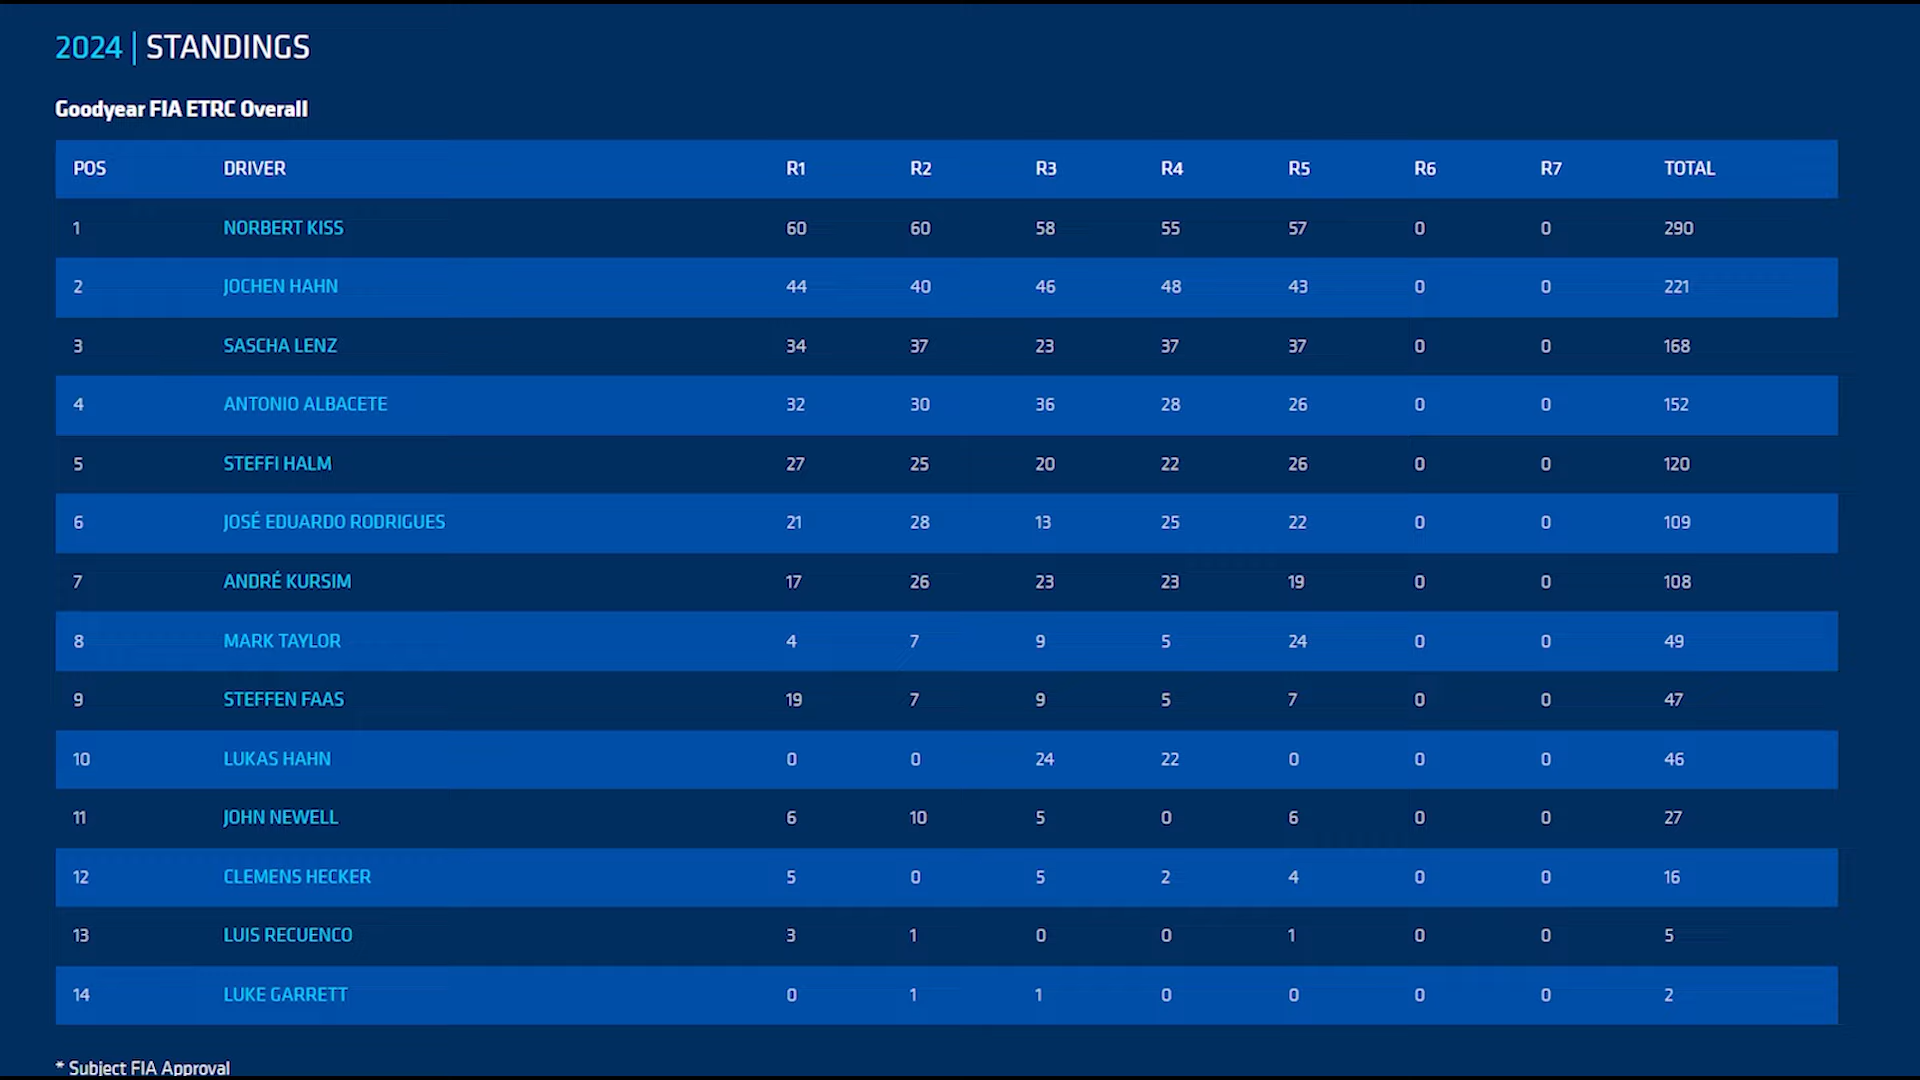 2024 | STANDINGS
Goodyear FIA ETRC Overall
POS DRIVER R1 R2 R3 R4 R5 R6 R7 TOTAL
1 NORBERT KISS 60 60 58 55 57 0 0 290
2 JOCHEN HAHN 44 40 46 48 43 0 0 221
3 SASCHA LENZ 34 37 23 37 37 0 0 168
4 ANTONIO ALBACETE 32 30 36 28 26 0 0 152
5 STEFFI HALM 27 25 20 22 26 0 0 120
6 JOSÉ EDUARDO RODRIGUES 21 28 13 25 22 0 0 109
7 ANDRÉ KURSIM 17 26 23 23 19 0 0 108
8 MARK TAYLOR 4 7 9 5 24 0 0 49
9 STEFFEN FAAS 19 7 9 5 7 0 0 47
10 LUKAS HAHN 0 0 24 22 0 0 0 46
11 JOHN NEWELL 6 10 5 0 6 0 0 27
12 CLEMENS HECKER 5 0 5 2 4 0 0 16
13 LUIS RECUENCO 3 1 0 0 1 0 0 5
14 LUKE GARRETT 0 1 1 0 0 0 0 2
* Subject FIA Approval